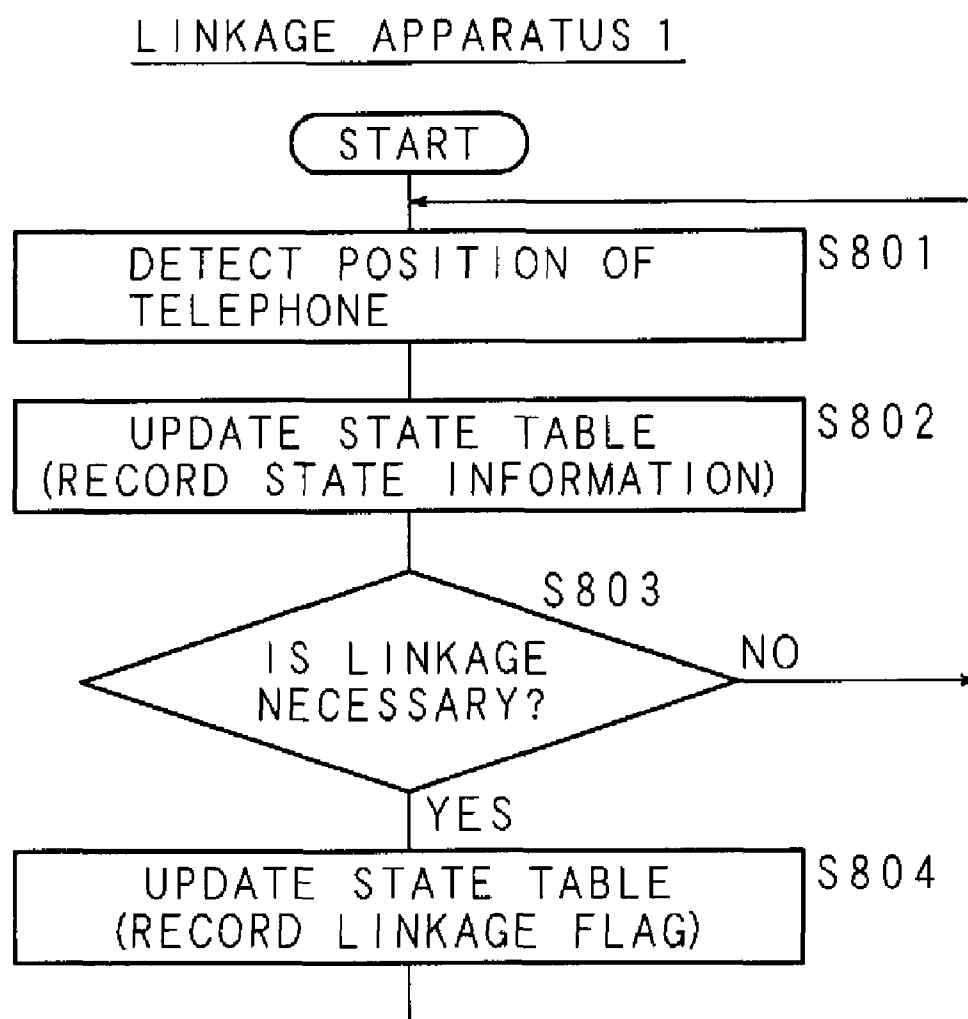 LINKAGE APPARATUS 1
START
DETECT POSITION OF
TELEPHONE
S801
UPDATE STATE TABLE
(RECORD STATE INFORMATION)
S802
S803
IS LINKAGE
NECESSARY?
NO
YES
UPDATE STATE TABLE
(RECORD LINKAGE FLAG)
S804